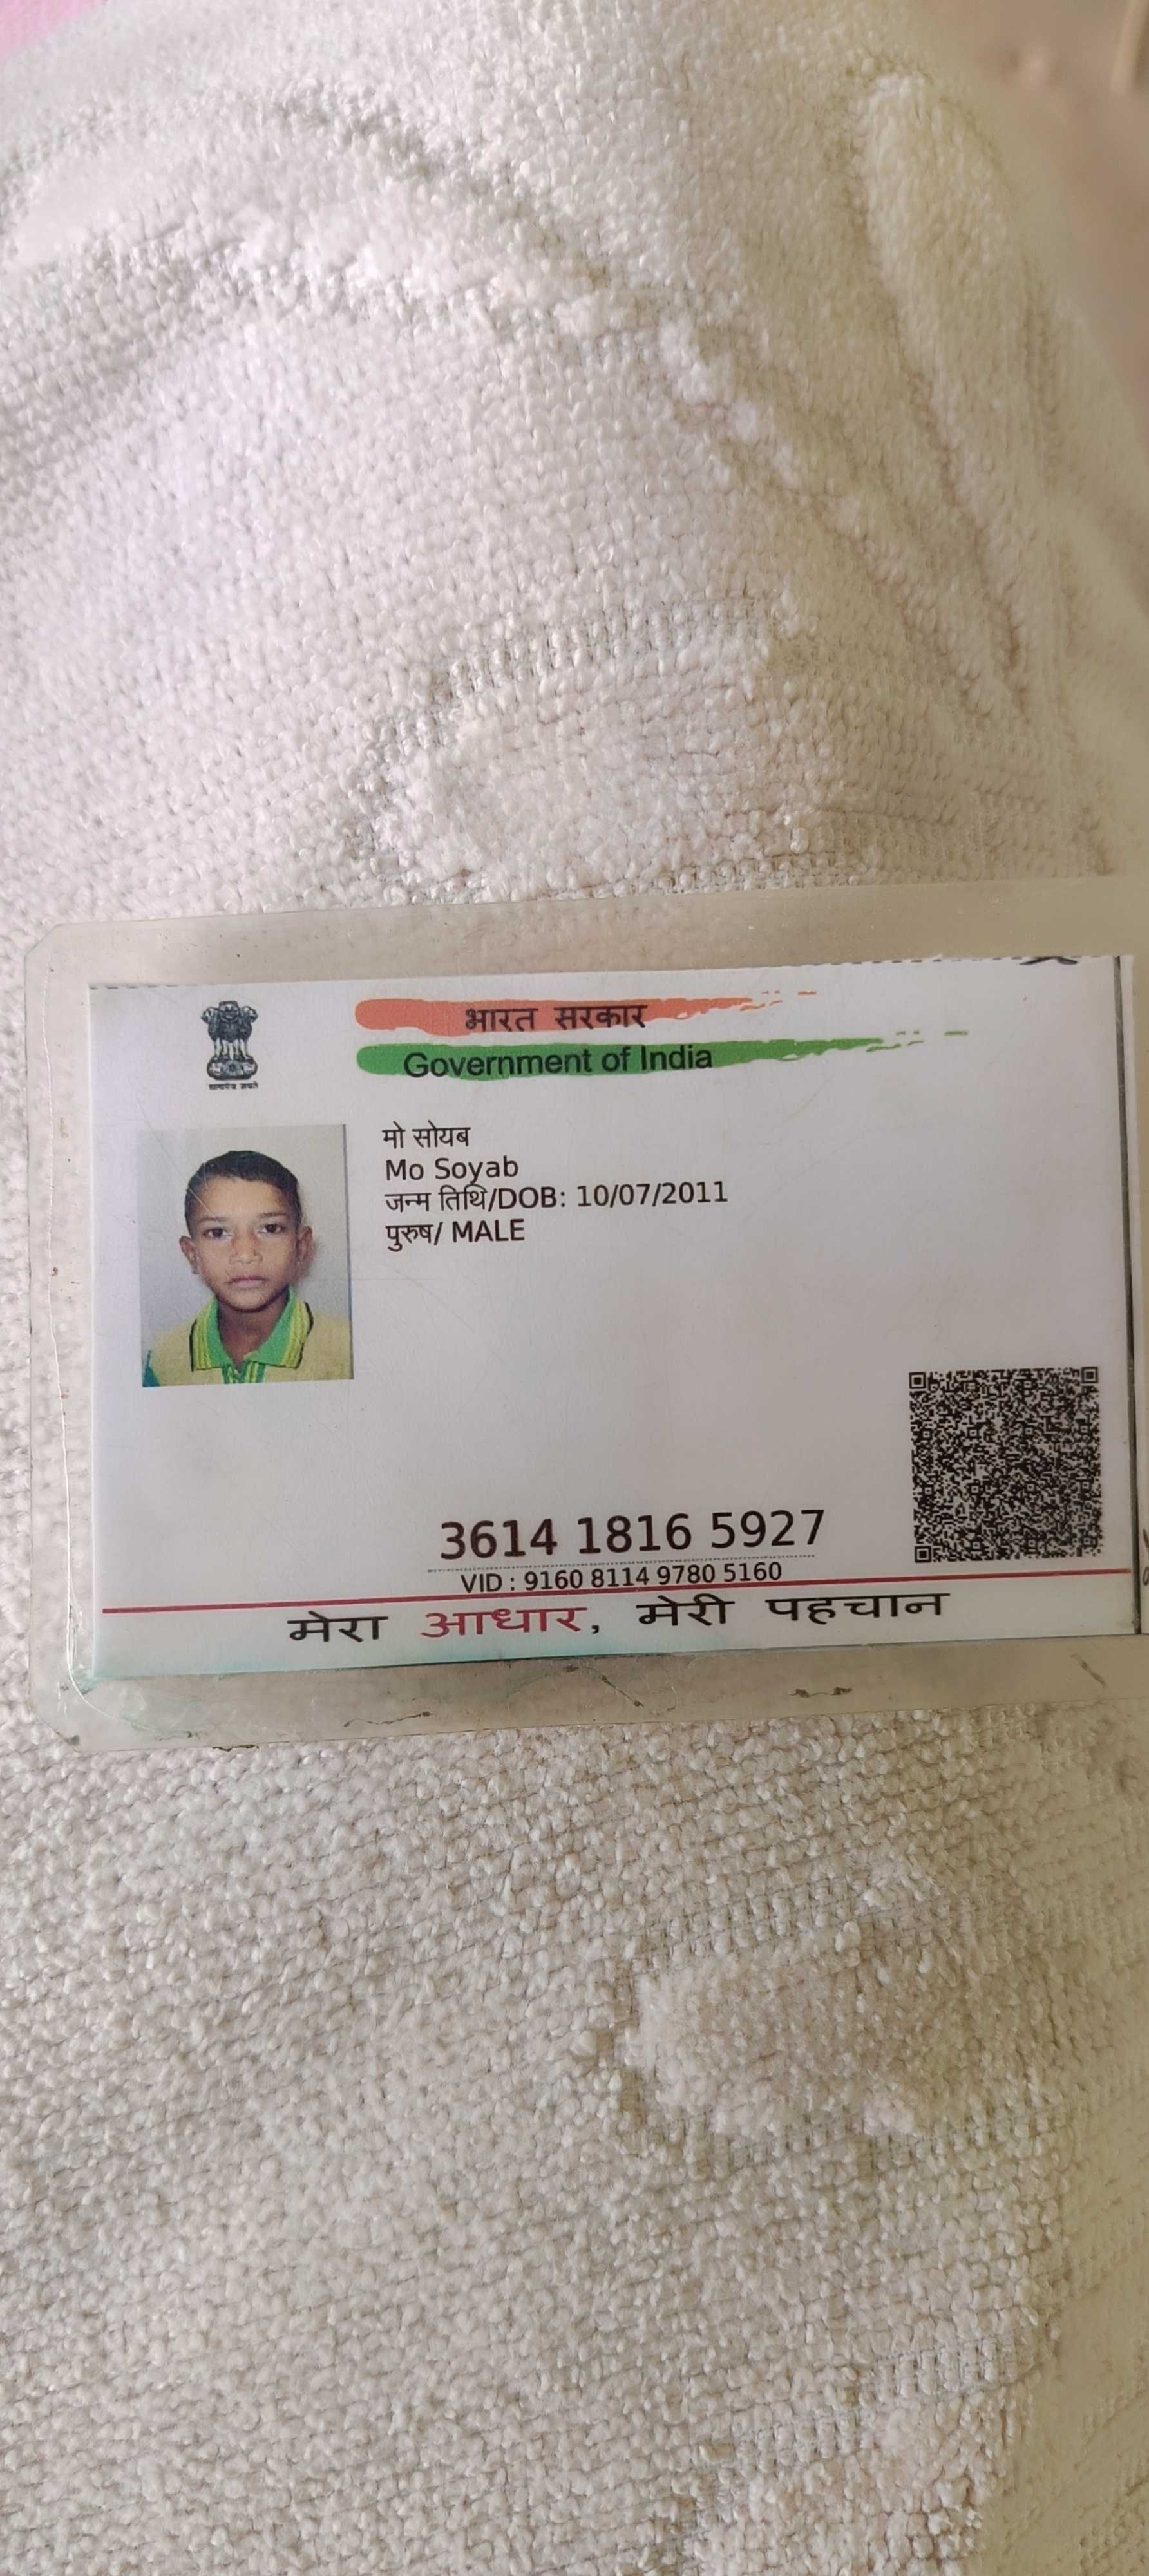 भारत सरकार
Government of India
सत्यमेव जयते
मो सोयब
Mo Soyab
जन्म तिथि/DOB: 10/07/2011
पुरुष/ MALE
3614 1816 5927
VID : 9160 8114 9780 5160
मेरा आधार, मेरी पहचान